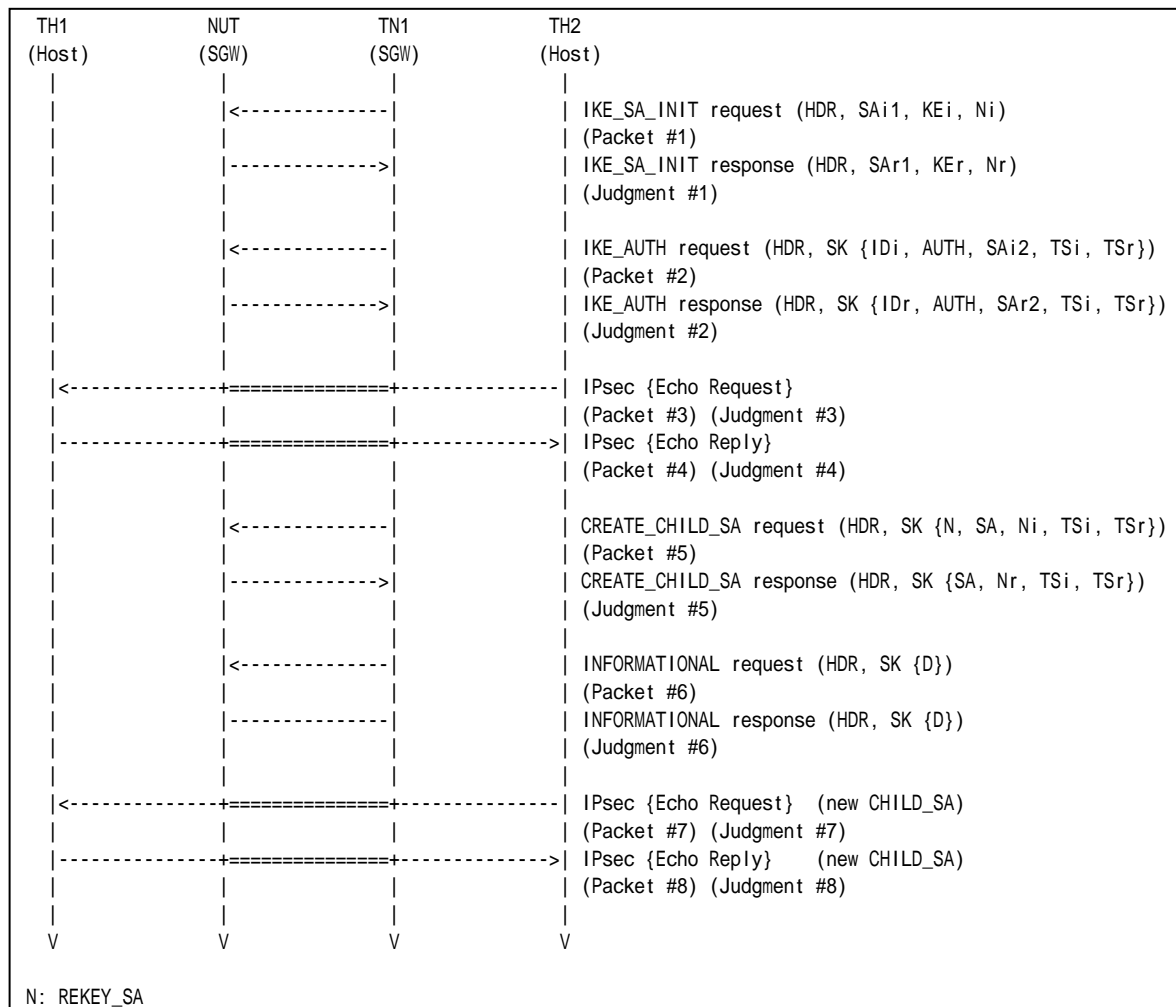 TH1 NUT TN1 TH2
(Host) (SGW) (SGW) (Host)
| | | |
| |<--------------| | IKE_SA_INIT request (HDR, SAi1, KEi, Ni)
| | | | (Packet #1)
| |-------------->| | IKE_SA_INIT response (HDR, SAr1, KEr, Nr)
| | | | (Judgment #1)
| | | |
| |<--------------| | IKE_AUTH request (HDR, SK {IDi, AUTH, SAi2, TSi, TSr})
| | | | (Packet #2)
| |-------------->| | IKE_AUTH response (HDR, SK {IDr, AUTH, SAr2, TSi, TSr})
| | | | (Judgment #2)
| | | |
|<--------------+===============+---------------| IPsec {Echo Request}
| | | | (Packet #3) (Judgment #3)
|---------------+===============+-------------->| IPsec {Echo Reply}
| | | | (Packet #4) (Judgment #4)
| | | |
| |<--------------| | CREATE_CHILD_SA request (HDR, SK {N, SA, Ni, TSi, TSr})
| | | | (Packet #5)
| |-------------->| | CREATE_CHILD_SA response (HDR, SK {SA, Nr, TSi, TSr})
| | | | (Judgment #5)
| | | |
| |<--------------| | INFORMATIONAL request (HDR, SK {D})
| | | | (Packet #6)
| |---------------| | INFORMATIONAL response (HDR, SK {D})
| | | | (Judgment #6)
| | | |
|<--------------+===============+---------------| IPsec {Echo Request} (new CHILD_SA)
| | | | (Packet #7) (Judgment #7)
|---------------+===============+-------------->| IPsec {Echo Reply} (new CHILD_SA)
| | | | (Packet #8) (Judgment #8)
| | | |
V V V V
N: REKEY_SA